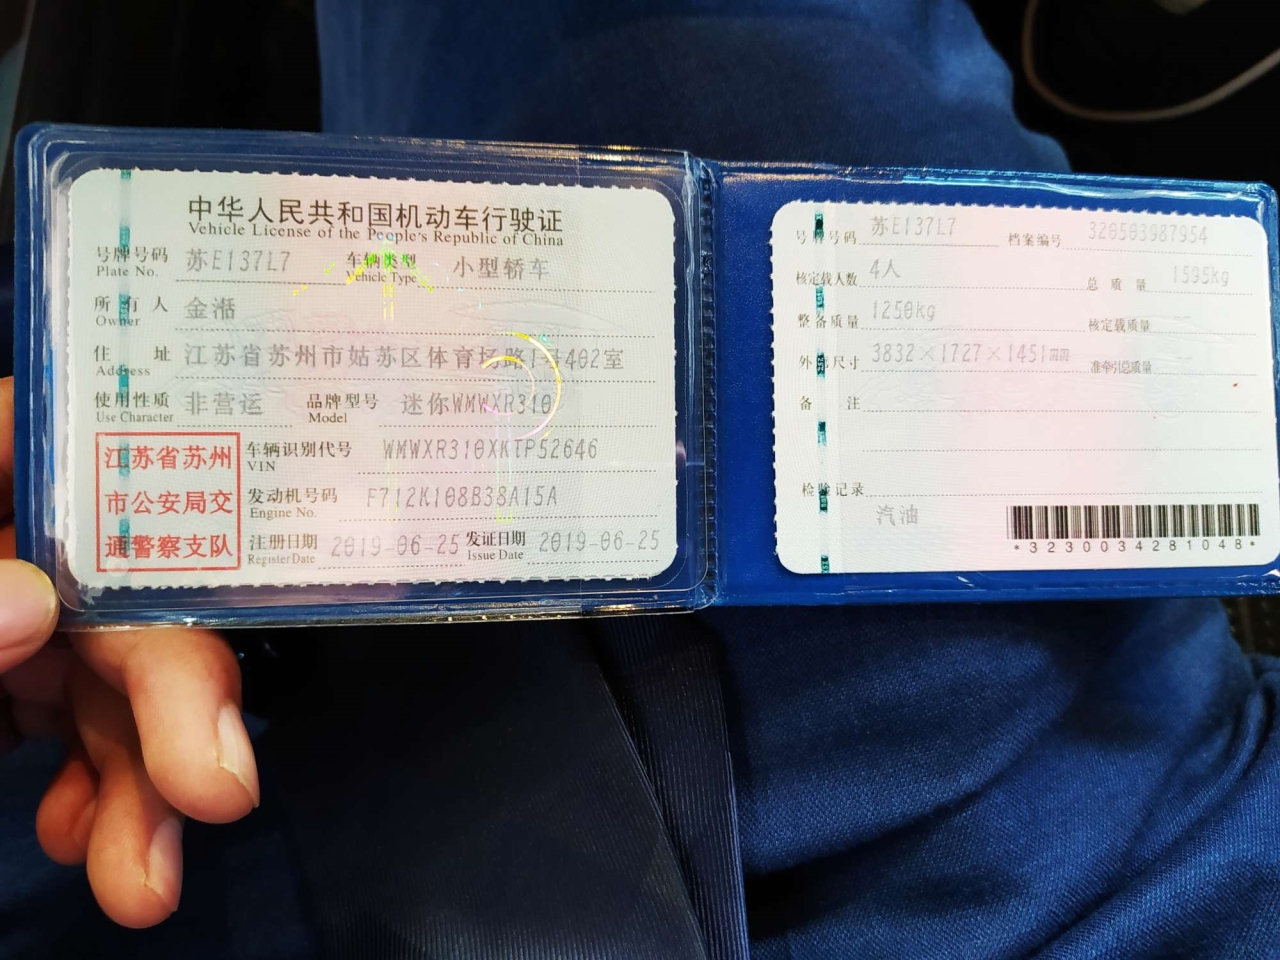 中华人民共和国机动车行驶证
Vehicle License of the People's Republic of China
号牌号码 苏E137L7 车辆类型 小型轿车
Plate No. Vehicle Type
所有人 金湉
Owner
住址 江苏省苏州市姑苏区体育场路1号402室
Address
使用性质 非营运 品牌型号 迷你WMWXR310
Use Character Model
江苏省苏州
市公安局交
通警察支队
车辆识别代号 WMWXR310XKTP52646
VIN
发动机号码 F712K108B38A15A
Engine No.
注册日期 2019-06-25 发证日期 2019-06-25
Register Date Issue Date
号牌号码 苏E137L7 档案编号 320503987954
核定载人数 4人 总质量 1595kg
整备质量 1250kg 核定载质量
外廓尺寸 3832×1727×1451mm 准牵引总质量
备注
检验记录
汽油
*3230034281048*